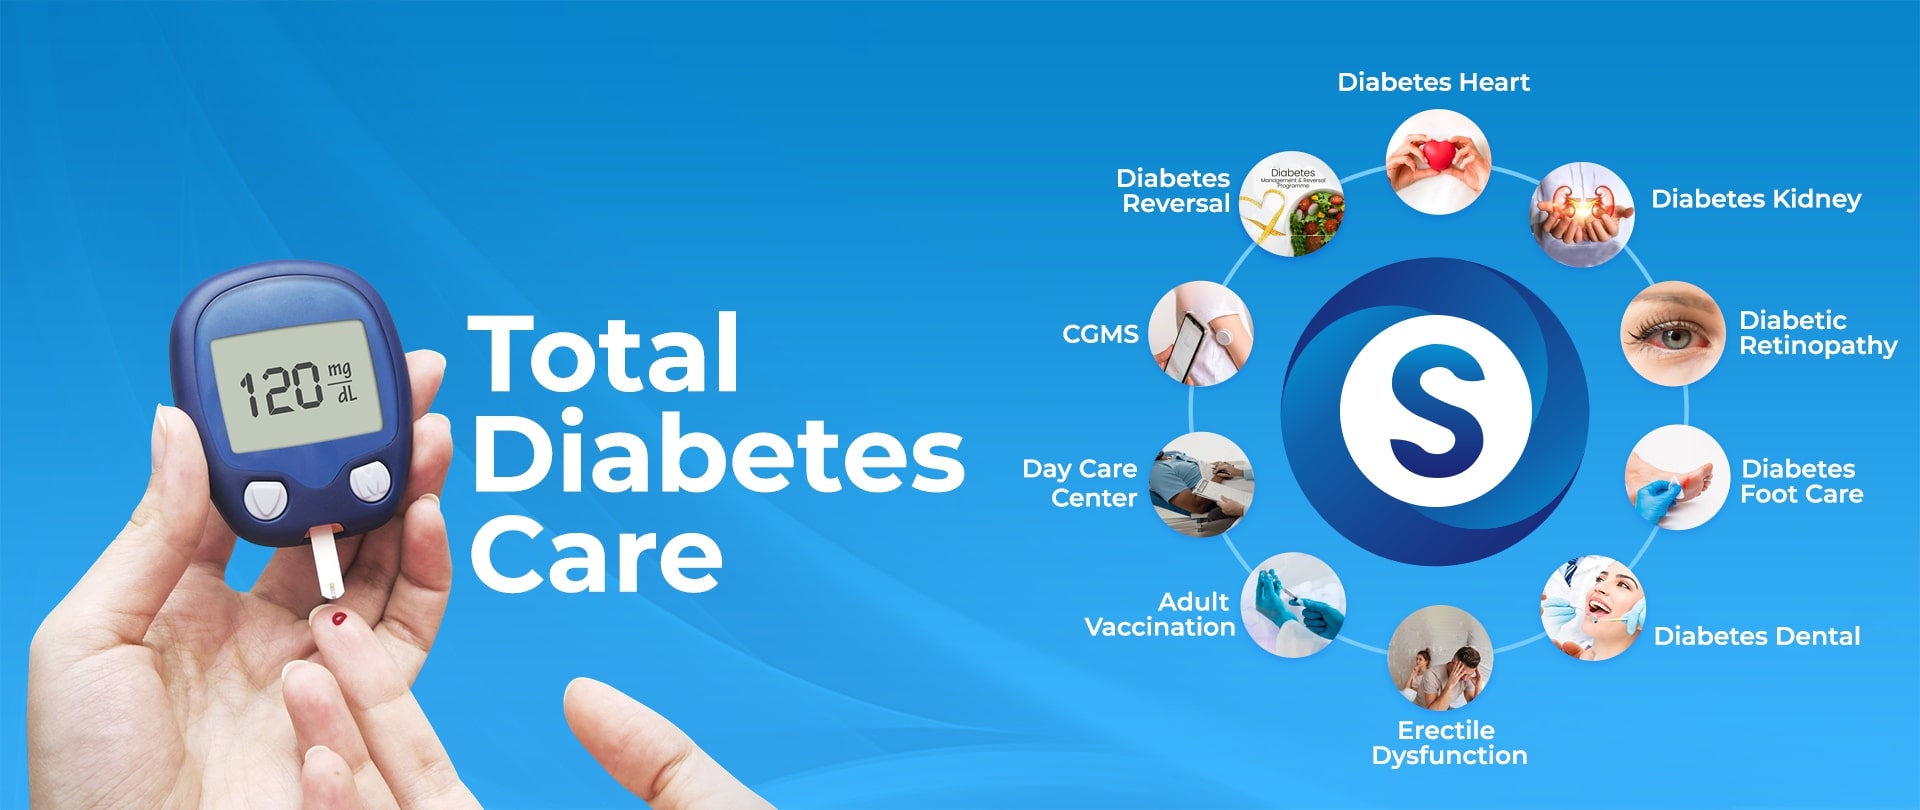 120 mg
dL
Total
Diabetes
Care
Diabetes Heart
Diabetes Kidney
Diabetic
Retinopathy
Diabetes
Foot Care
Diabetes Dental
Erectile
Dysfunction
Adult
Vaccination
Day Care
Center
CGMS
Diabetes
Reversal
Diabetes
Management & Reversal
Programme
S